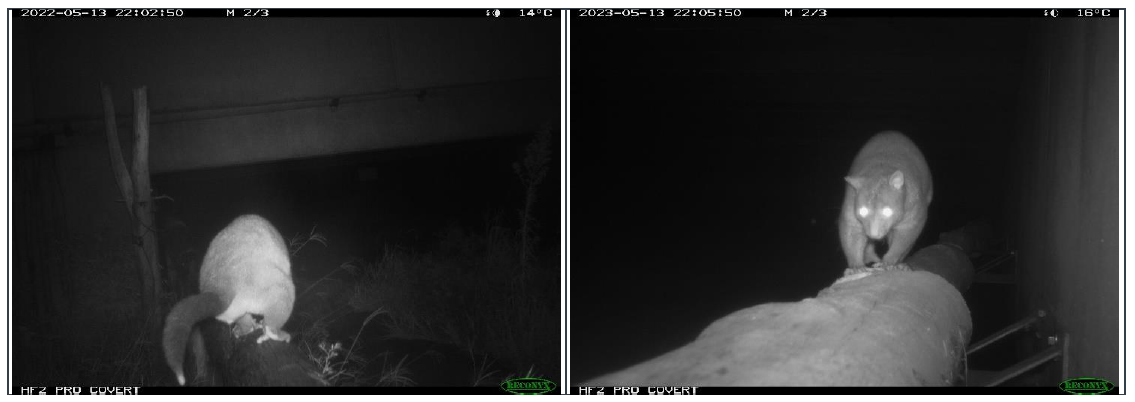 2022-05-13 22:02:50 M 2/3 14°C
2023-05-13 22:05:50 M 2/3 16°C
HF2 PRO COVERT RECONYX
HF2 PRO COVERT RECONYX